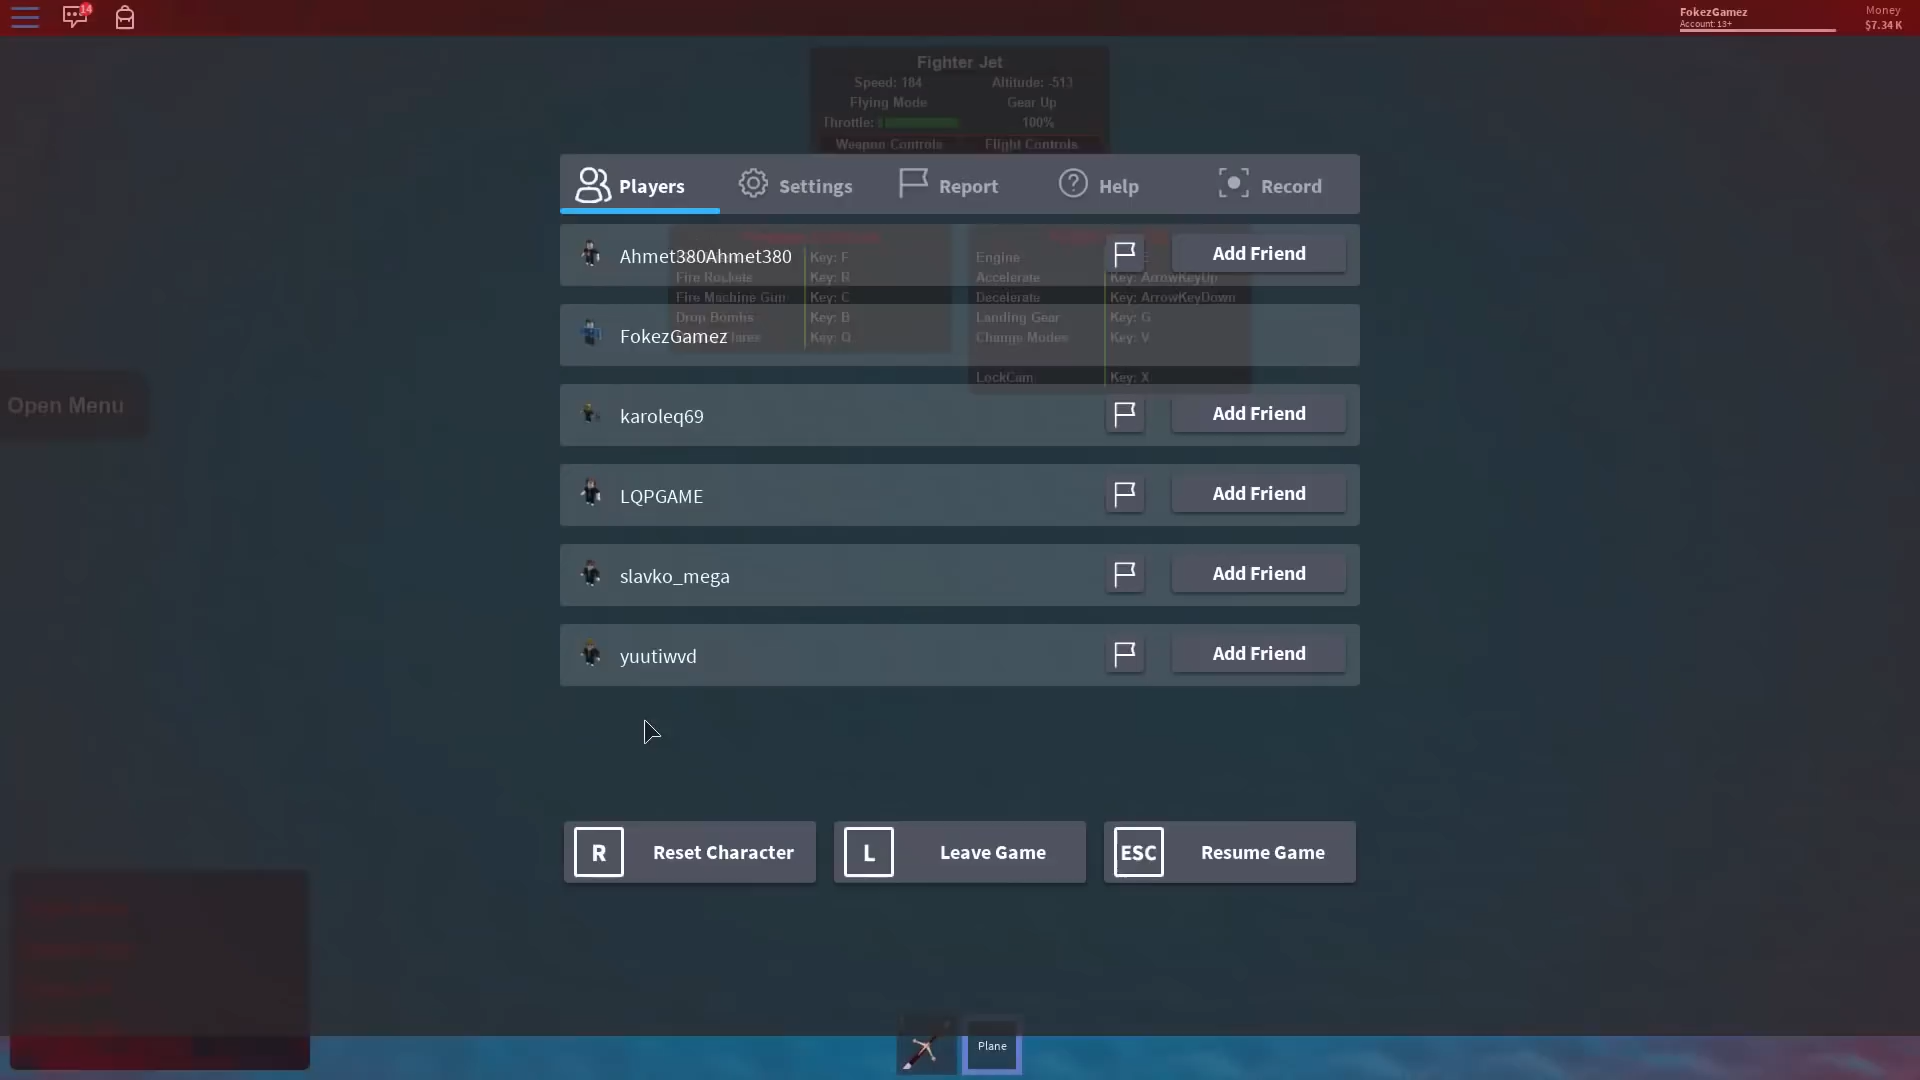 14
FokezGamez
Account: 13+
Money
$7.34 K
Fighter Jet
Speed: 184 Altitude: -513
Flying Mode Gear Up
Throttle: 100%
Weapon Controls Flight Controls
Players Settings Report Help Record
Ahmet380Ahmet380 Key: F Engine Add Friend
Fire Rockets Key: R Accelerate Key: ArrowKeyUp
Fire Machine Gun Key: C Decelerate Key: ArrowKeyDown
Drop Bombs Key: B Landing Gear Key: G
FokezGamez Flares Key: Q Change Modes Key: V
LockCam Key: X
Open Menu
karoleq69 Add Friend
LQPGAME Add Friend
slavko_mega Add Friend
yuutiwvd Add Friend
R Reset Character L Leave Game ESC Resume Game
Plane